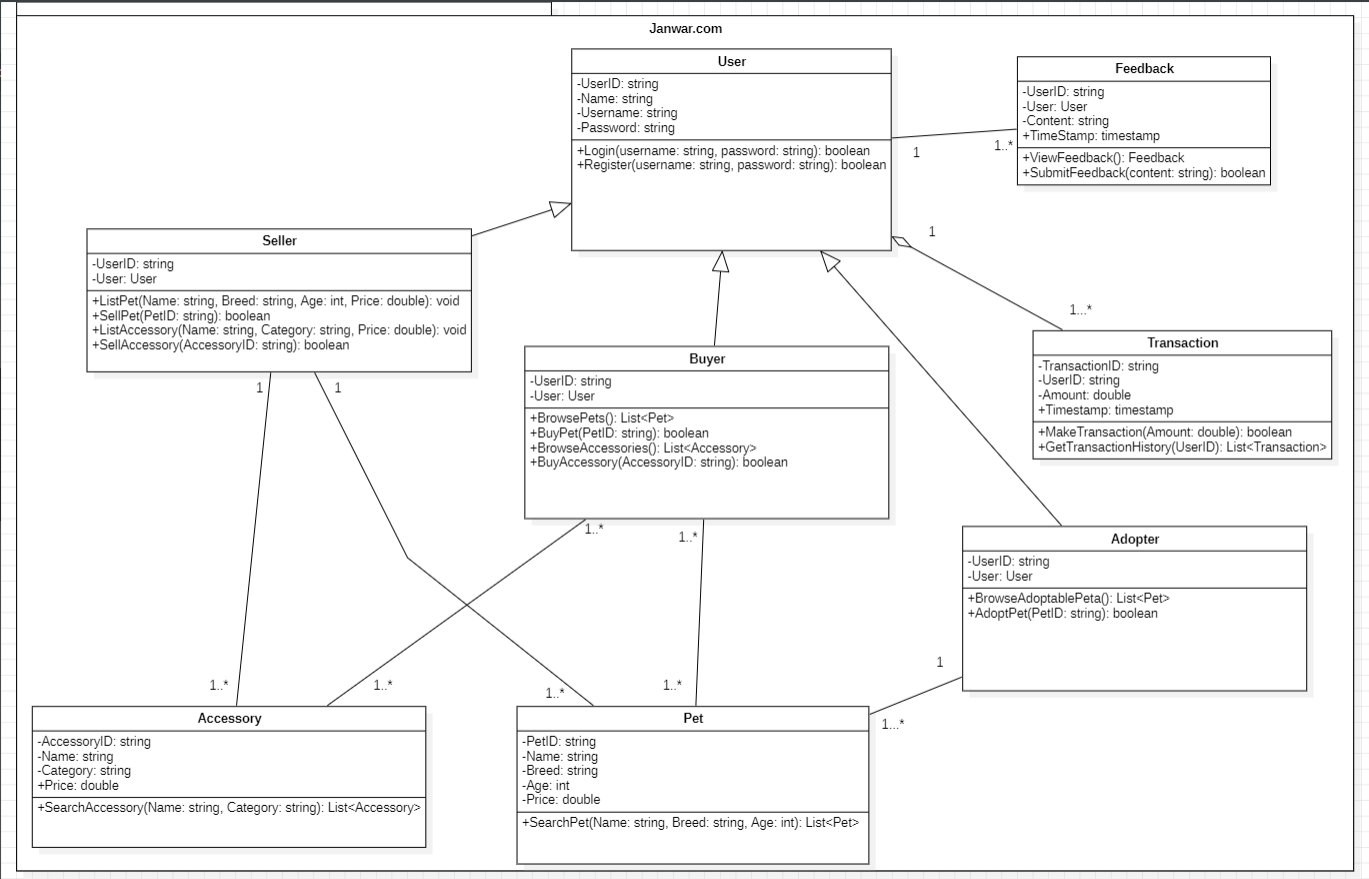 Janwar.com
User
-UserID: string
-Name: string
-Username: string
-Password: string
+Login(username: string, password: string): boolean
+Register(username: string, password: string): boolean
Feedback
-UserID: string
-User: User
-Content: string
+TimeStamp: timestamp
+ViewFeedback(): Feedback
+SubmitFeedback(content: string): boolean
1
1..*
Seller
-UserID: string
-User: User
+ListPet(Name: string, Breed: string, Age: int, Price: double): void
+SellPet(PetID: string): boolean
+ListAccessory(Name: string, Category: string, Price: double): void
+SellAccessory(AccessoryID: string): boolean
1
1...*
Transaction
-TransactionID: string
-UserID: string
-Amount: double
+Timestamp: timestamp
+MakeTransaction(Amount: double): boolean
+GetTransactionHistory(UserID): List<Transaction>
Buyer
-UserID: string
-User: User
+BrowsePets(): List<Pet>
+BuyPet(PetID: string): boolean
+BrowseAccessories(): List<Accessory>
+BuyAccessory(AccessoryID: string): boolean
1
1
1..*
1..*
Adopter
-UserID: string
-User: User
+BrowseAdoptablePeta(): List<Pet>
+AdoptPet(PetID: string): boolean
1
1...*
1..*
1..*
1..*
1..*
Accessory
-AccessoryID: string
-Name: string
-Category: string
+Price: double
+SearchAccessory(Name: string, Category: string): List<Accessory>
Pet
-PetID: string
-Name: string
-Breed: string
-Age: int
-Price: double
+SearchPet(Name: string, Breed: string, Age: int): List<Pet>